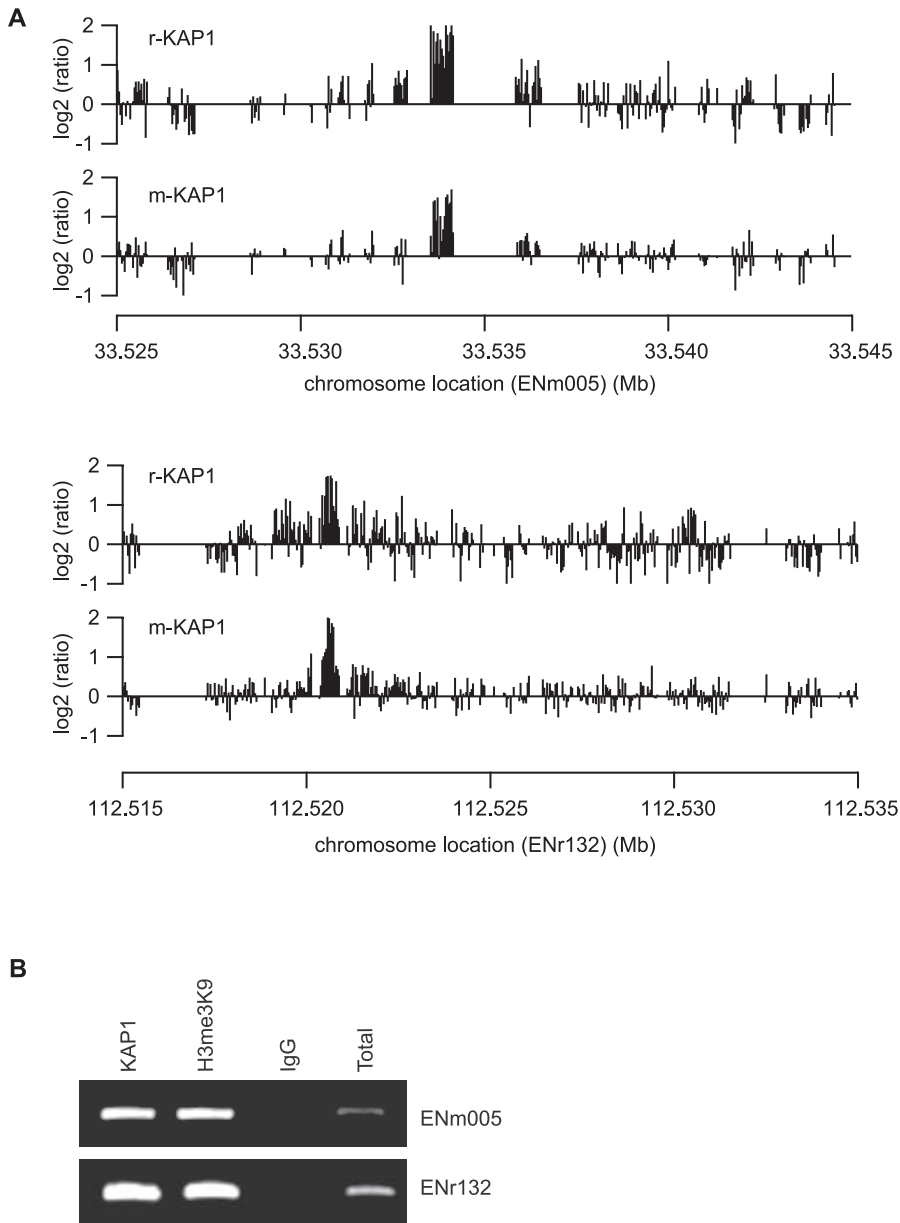 A
r-KAP1
2
1
0
-1
log2 (ratio)
m-KAP1
2
1
0
-1
log2 (ratio)
33.525 33.530 33.535 33.540 33.545
chromosome location (ENm005) (Mb)
r-KAP1
2
1
0
-1
log2 (ratio)
m-KAP1
2
1
0
-1
log2 (ratio)
112.515 112.520 112.525 112.530 112.535
chromosome location (ENr132) (Mb)
B
KAP1 H3me3K9 IgG Total
ENm005
ENr132